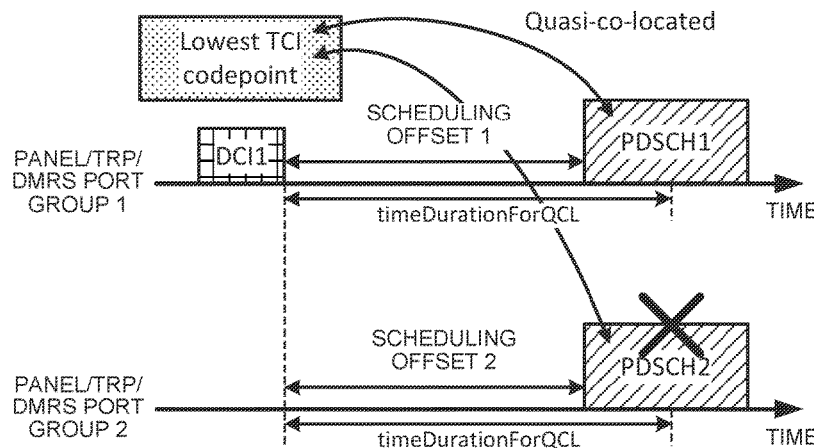 Quasi-co-located
Lowest TCI
codepoint
SCHEDULING
OFFSET 1
PANEL/TRP/
DMRS PORT
GROUP 1
DCI1
PDSCH1
timeDurationForQCL
TIME
SCHEDULING
OFFSET 2
PANEL/TRP/
DMRS PORT
GROUP 2
PDSCH2
timeDurationForQCL
TIME